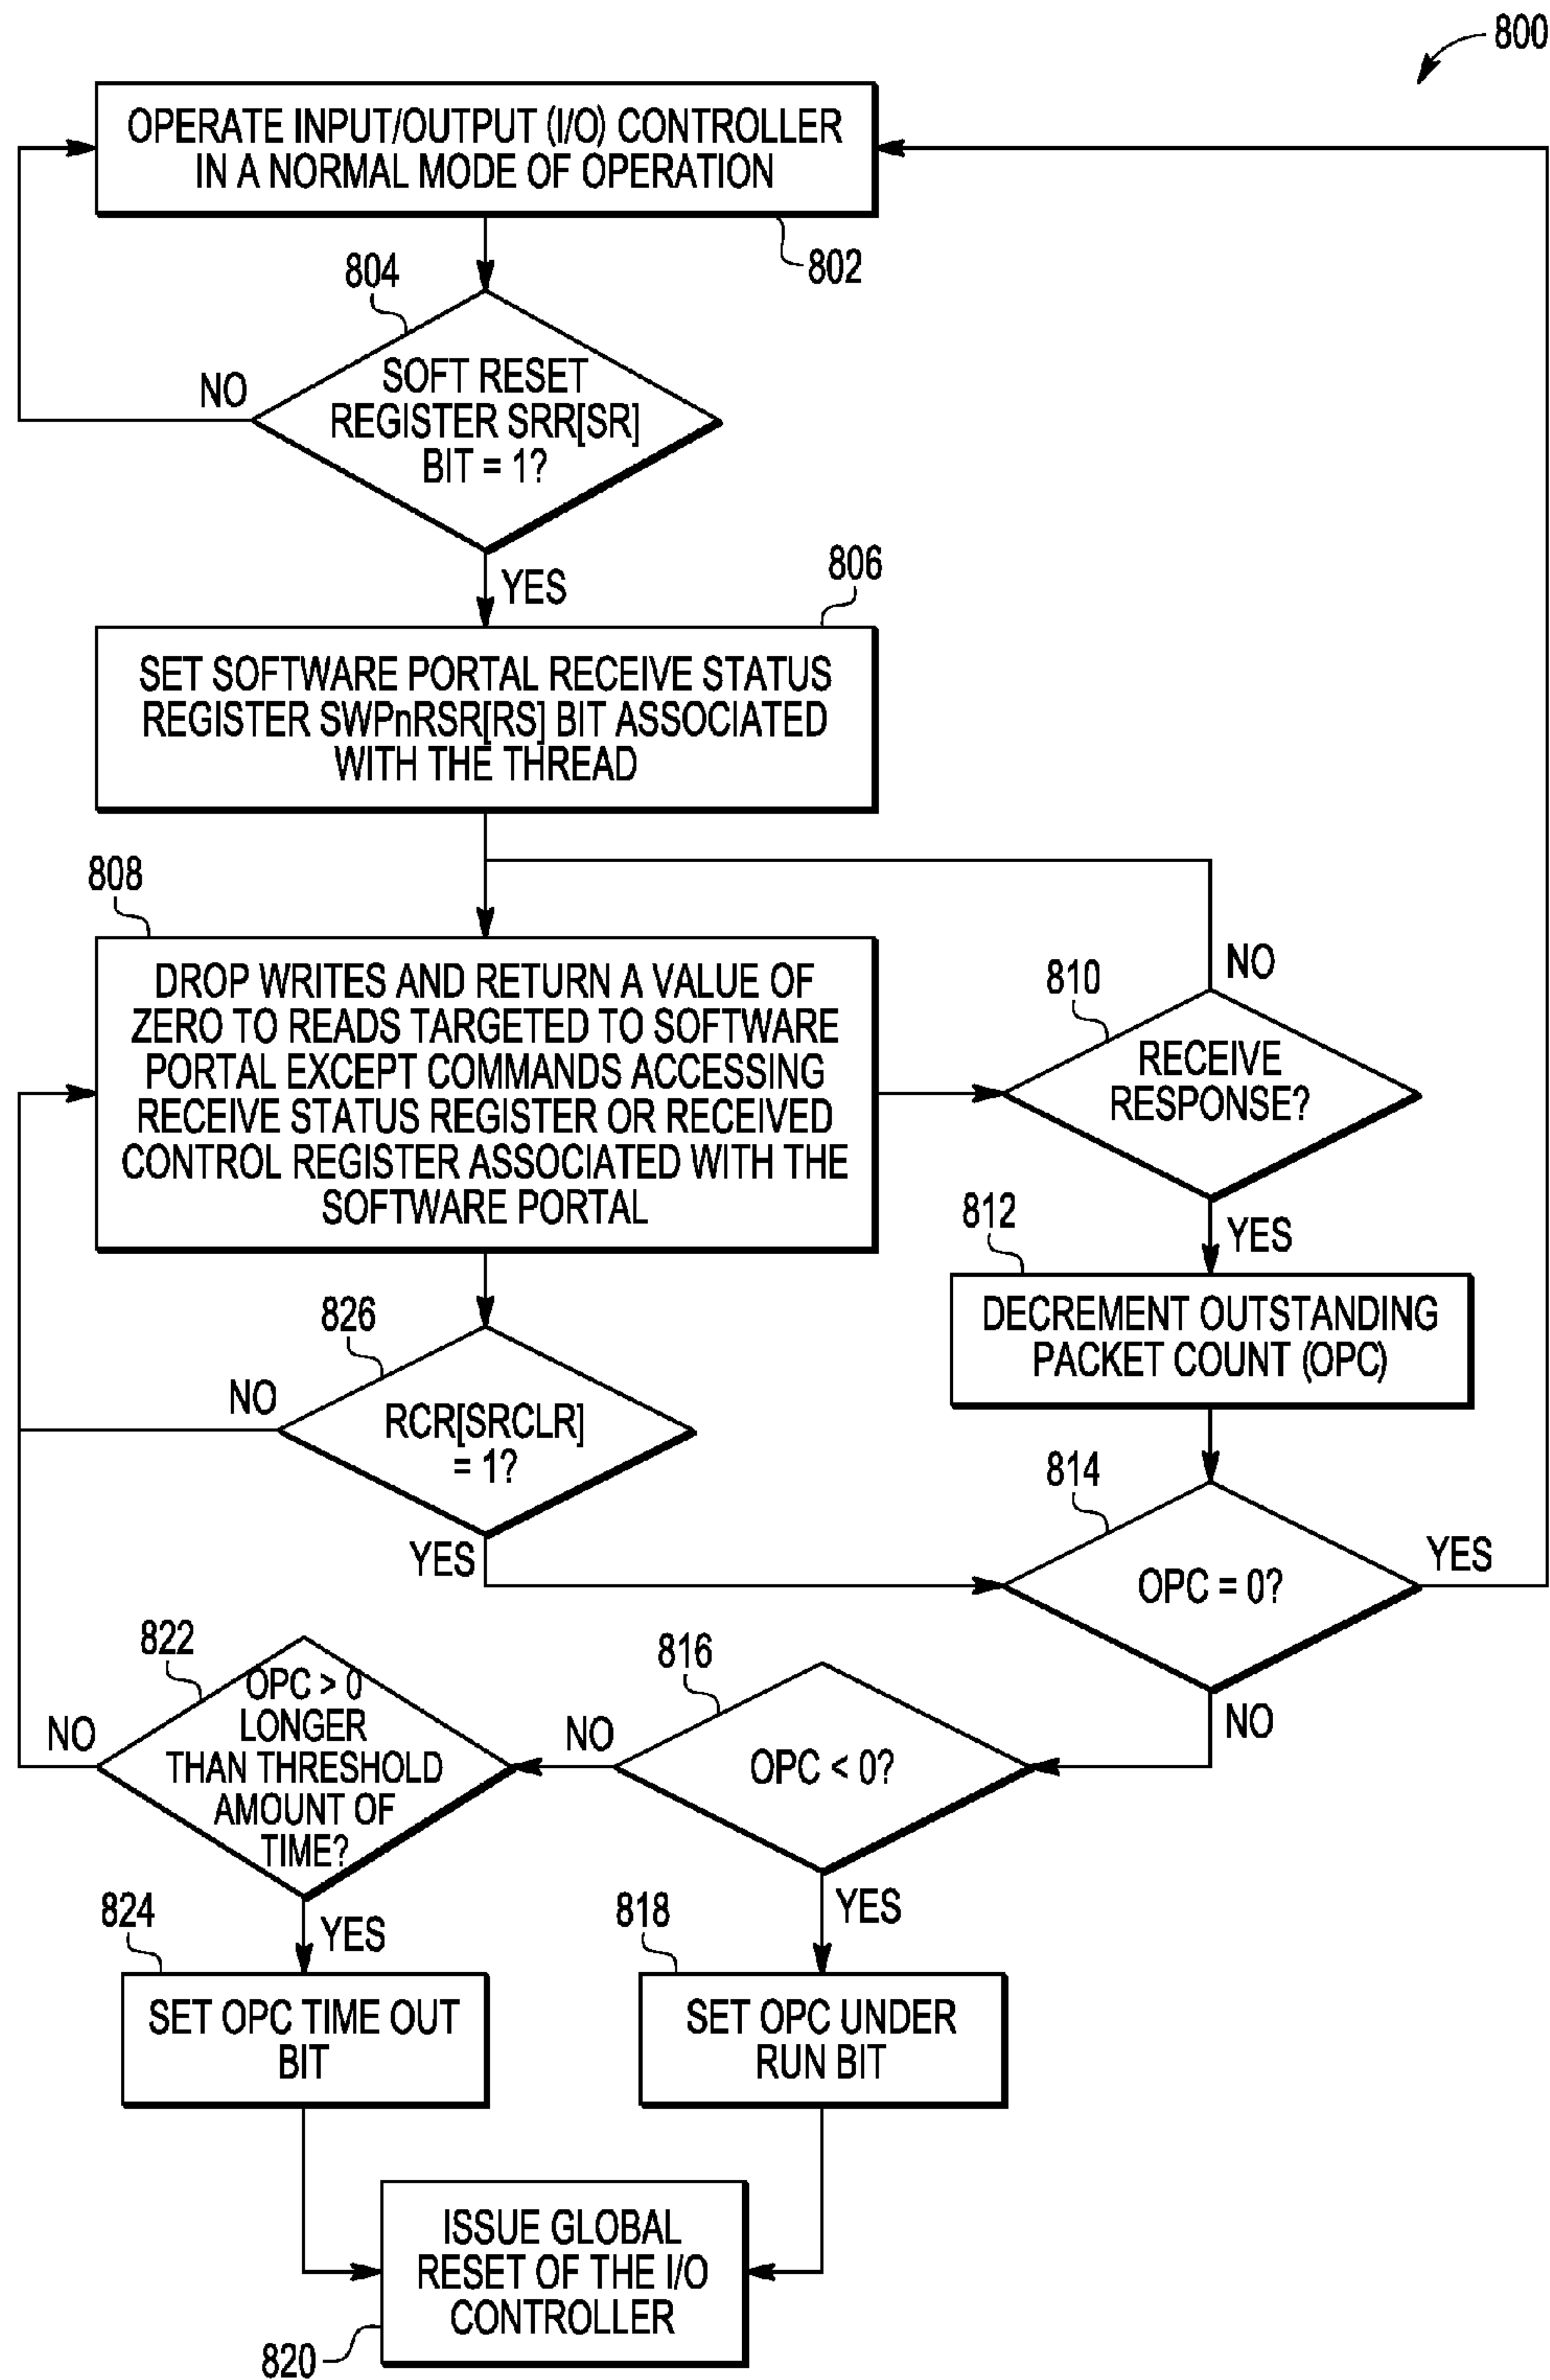 800
OPERATE INPUT/OUTPUT (I/O) CONTROLLER
IN A NORMAL MODE OF OPERATION
802
804
SOFT RESET
REGISTER SRR[SR]
BIT = 1?
NO
YES
806
SET SOFTWARE PORTAL RECEIVE STATUS
REGISTER SWPnRSR[RS] BIT ASSOCIATED
WITH THE THREAD
808
DROP WRITES AND RETURN A VALUE OF
ZERO TO READS TARGETED TO SOFTWARE
PORTAL EXCEPT COMMANDS ACCESSING
RECEIVE STATUS REGISTER OR RECEIVED
CONTROL REGISTER ASSOCIATED WITH THE
SOFTWARE PORTAL
810
NO
RECEIVE
RESPONSE?
YES
812
DECREMENT OUTSTANDING
PACKET COUNT (OPC)
826
NO
RCR[SRCLR]
= 1?
YES
814
OPC = 0?
YES
NO
816
OPC < 0?
NO
YES
822
OPC > 0
LONGER
THAN THRESHOLD
AMOUNT OF
TIME?
NO
YES
824
SET OPC TIME OUT
BIT
818
SET OPC UNDER
RUN BIT
ISSUE GLOBAL
RESET OF THE I/O
CONTROLLER
820